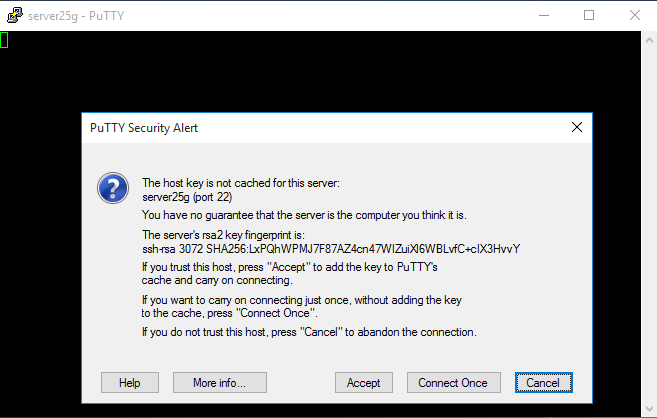 server25g - PuTTY
PuTTY Security Alert
The host key is not cached for this server:
server25g (port 22)
You have no guarantee that the server is the computer you think it is.
The server's rsa2 key fingerprint is:
ssh-rsa 3072 SHA256:LxPQhWPMJ7F87AZ4cn47WIZuiXl6WBLvfC+cIX3HvvY
If you trust this host, press "Accept" to add the key to PuTTY's
cache and carry on connecting.
If you want to carry on connecting just once, without adding the key
to the cache, press "Connect Once".
If you do not trust this host, press "Cancel" to abandon the connection.
Help
More info...
Accept
Connect Once
Cancel